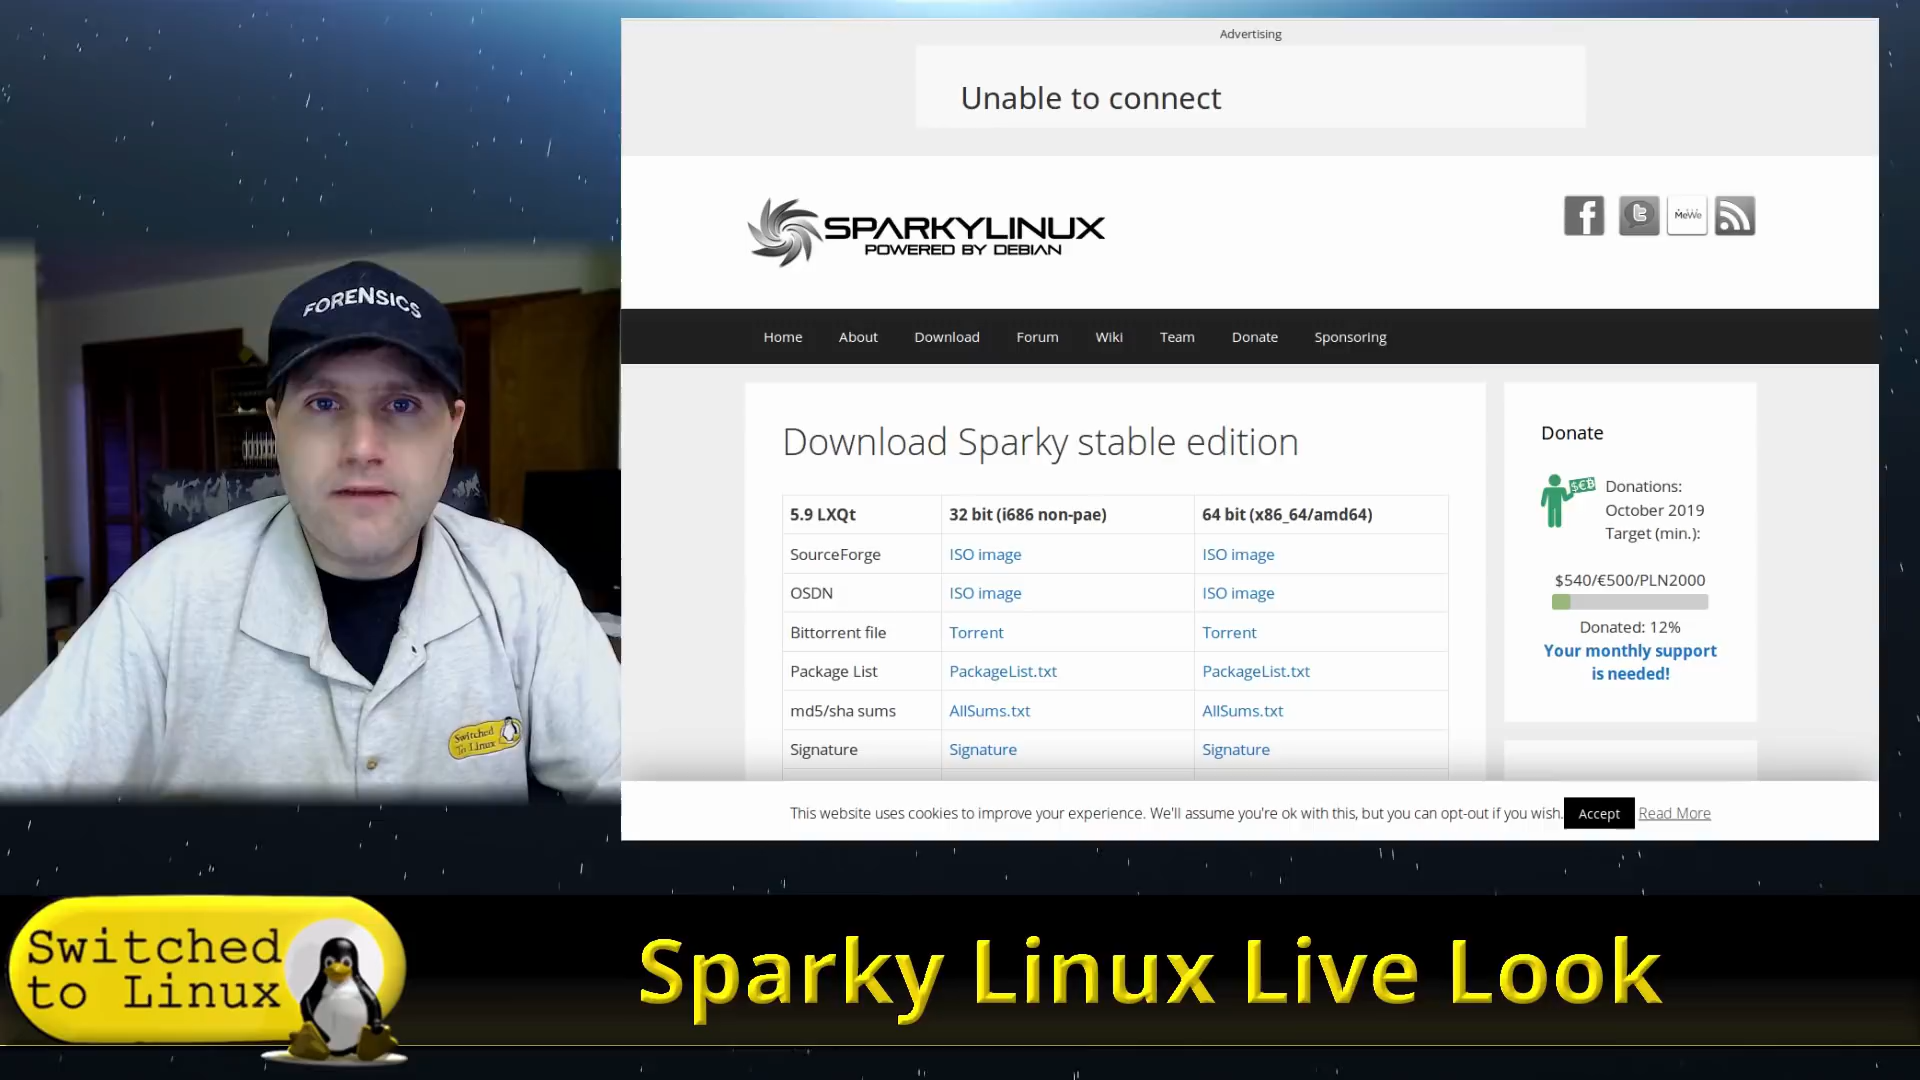 Advertising
Unable to connect
SPARKYLINUX
POWERED BY DEBIAN
MeWe
Home About Download Forum Wiki Team Donate Sponsoring
Download Sparky stable edition
5.9 LXQt 32 bit (i686 non-pae) 64 bit (x86_64/amd64)
SourceForge ISO image ISO image
OSDN ISO image ISO image
Bittorrent file Torrent Torrent
Package List PackageList.txt PackageList.txt
md5/sha sums AllSums.txt AllSums.txt
Signature Signature Signature
Donate
$€₿
Donations:
October 2019
Target (min.):
$540/€500/PLN2000
Donated: 12%
Your monthly support
is needed!
This website uses cookies to improve your experience. We'll assume you're ok with this, but you can opt-out if you wish. Accept Read More
FORENSICS
Switched
To Linux
Switched
to Linux
Sparky Linux Live Look